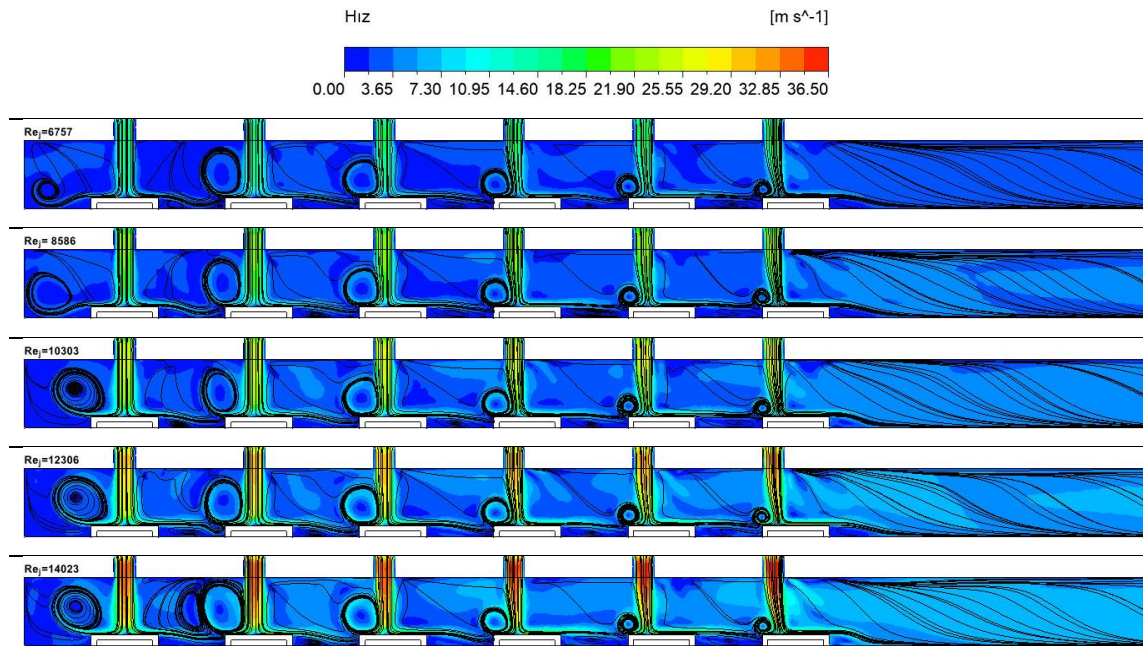 Hız [m s^-1]
0.00 3.65 7.30 10.95 14.60 18.25 21.90 25.55 29.20 32.85 36.50
Rej=6757
Rej= 8586
Rej=10303
Rej=12306
Rej=14023